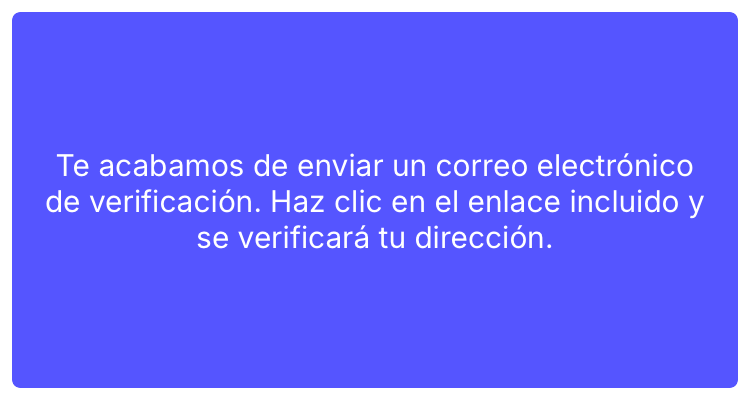 Te acabamos de enviar un correo electrónico
de verificación. Haz clic en el enlace incluido y
se verificará tu dirección.